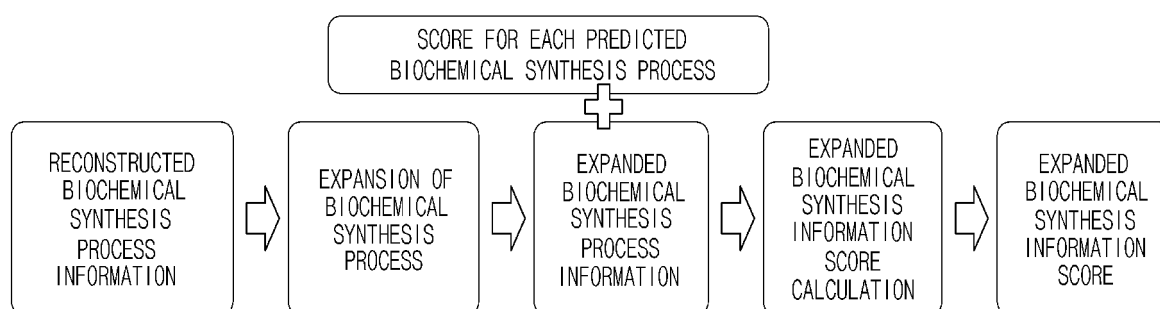 SCORE FOR EACH PREDICTED
BIOCHEMICAL SYNTHESIS PROCESS
RECONSTRUCTED
BIOCHEMICAL
SYNTHESIS
PROCESS
INFORMATION
EXPANSION OF
BIOCHEMICAL
SYNTHESIS
PROCESS
EXPANDED
BIOCHEMICAL
SYNTHESIS
PROCESS
INFORMATION
EXPANDED
BIOCHEMICAL
SYNTHESIS
INFORMATION
SCORE
CALCULATION
EXPANDED
BIOCHEMICAL
SYNTHESIS
INFORMATION
SCORE